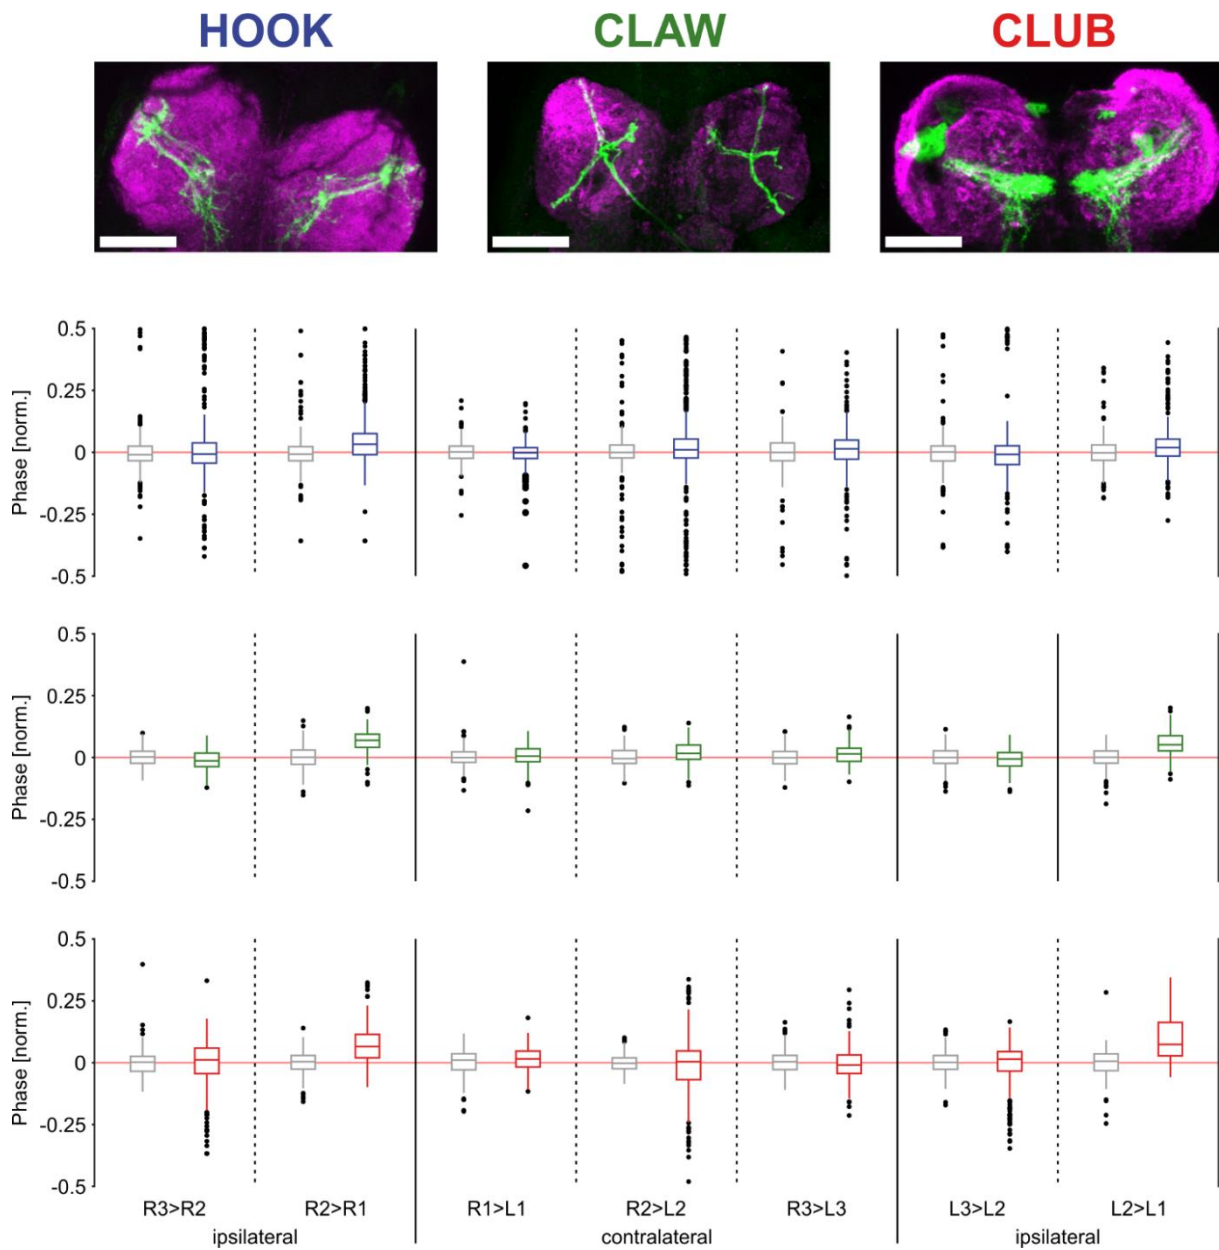 HOOK CLAW CLUB
Phase [norm.]
0.5
0.25
0
-0.25
-0.5
Phase [norm.]
0.5
0.25
0
-0.25
-0.5
Phase [norm.]
0.5
0.25
0
-0.25
-0.5
R3>R2 R2>R1 R1>L1 R2>L2 R3>L3 L3>L2 L2>L1
ipsilateral contralateral ipsilateral